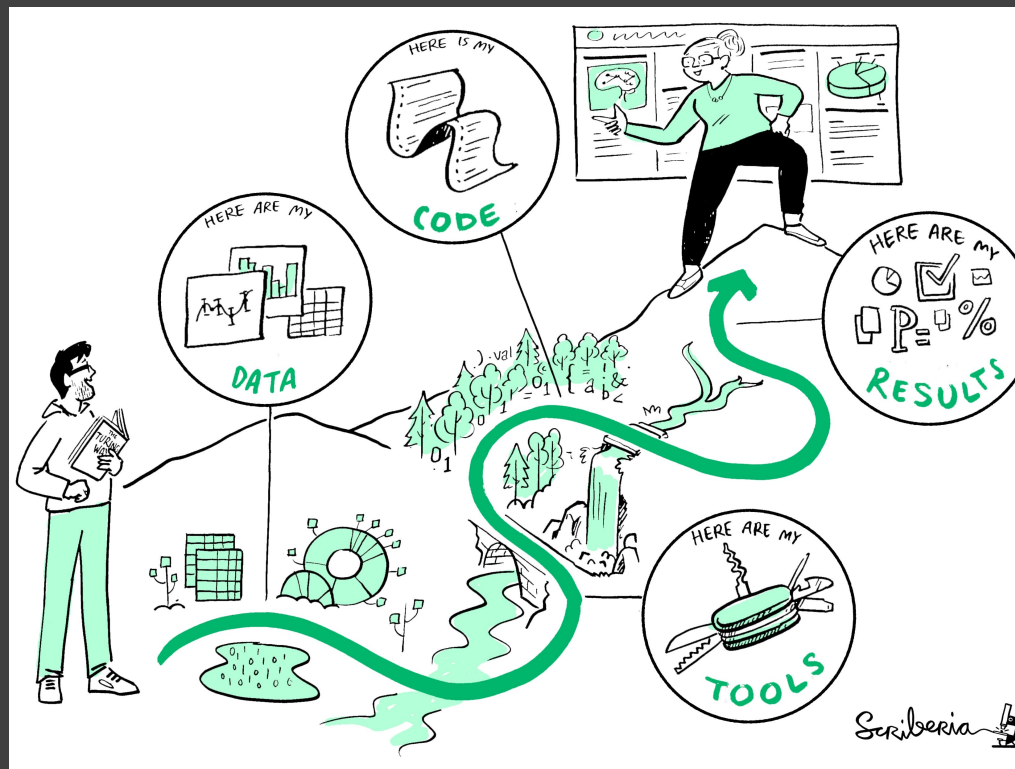 HERE IS MY
CODE
HERE ARE MY
DATA
HERE ARE MY
P= %
RESULTS
THE
TURING
WAY
HERE ARE MY
TOOLS
Scriberia